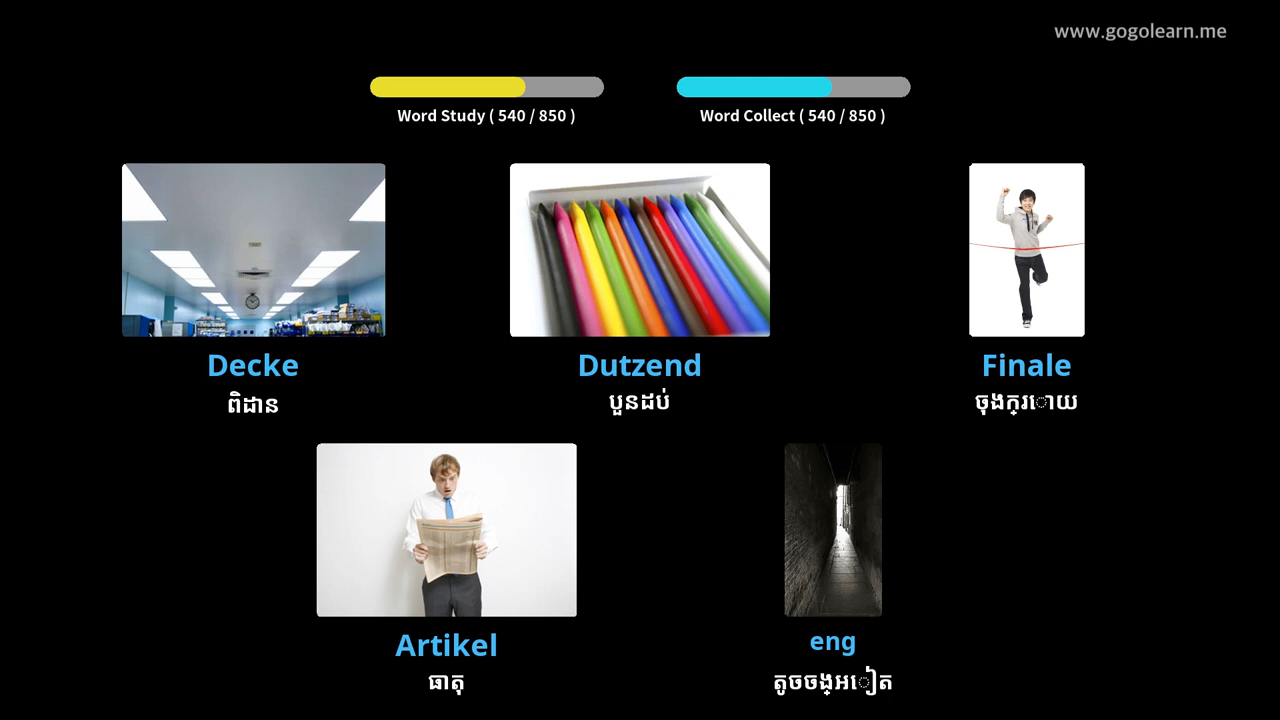 www.gogolearn.me
Word Study ( 540 / 850 )
Word Collect ( 540 / 850 )
Decke
Dutzend
Finale
ពិដាន
បួនដប់
ចុងក្រោយ
Artikel
eng
ធាតុ
តូចចង្អៀត